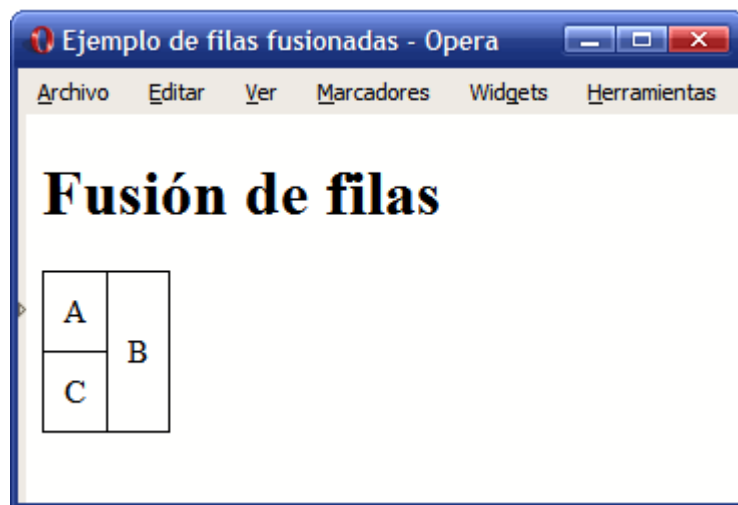 Ejemplo de filas fusionadas - Opera
Archivo Editar Ver Marcadores Widgets Herramientas
Fusión de filas
A
B
C